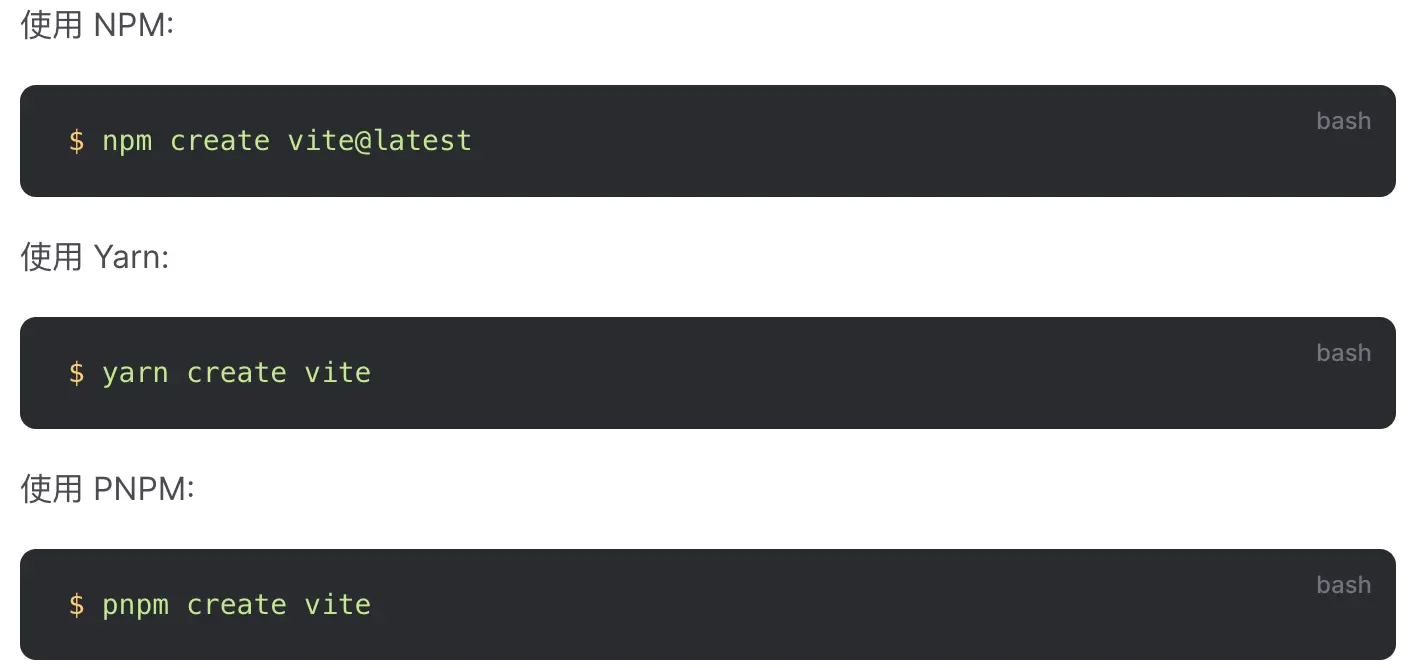 使用 NPM:
bash
$ npm create vite@latest
使用 Yarn:
bash
$ yarn create vite
使用 PNPM:
bash
$ pnpm create vite